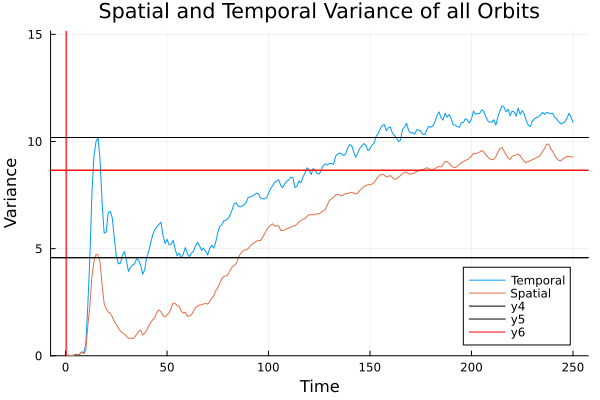 Spatial and Temporal Variance of all Orbits
15
10
5
0
Variance
0 50 100 150 200 250
Time
Temporal
Spatial
y4
y5
y6